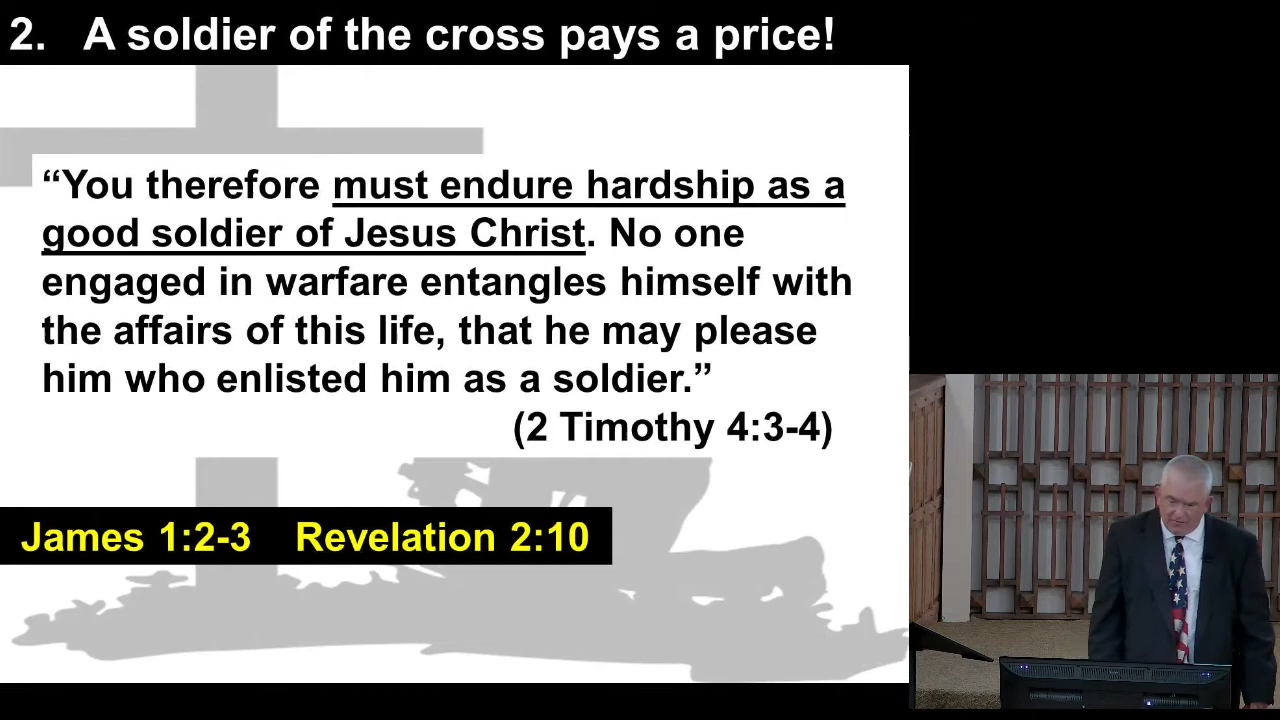 2. A soldier of the cross pays a price!
“You therefore must endure hardship as a
good soldier of Jesus Christ. No one
engaged in warfare entangles himself with
the affairs of this life, that he may please
him who enlisted him as a soldier.”
(2 Timothy 4:3-4)
James 1:2-3 Revelation 2:10